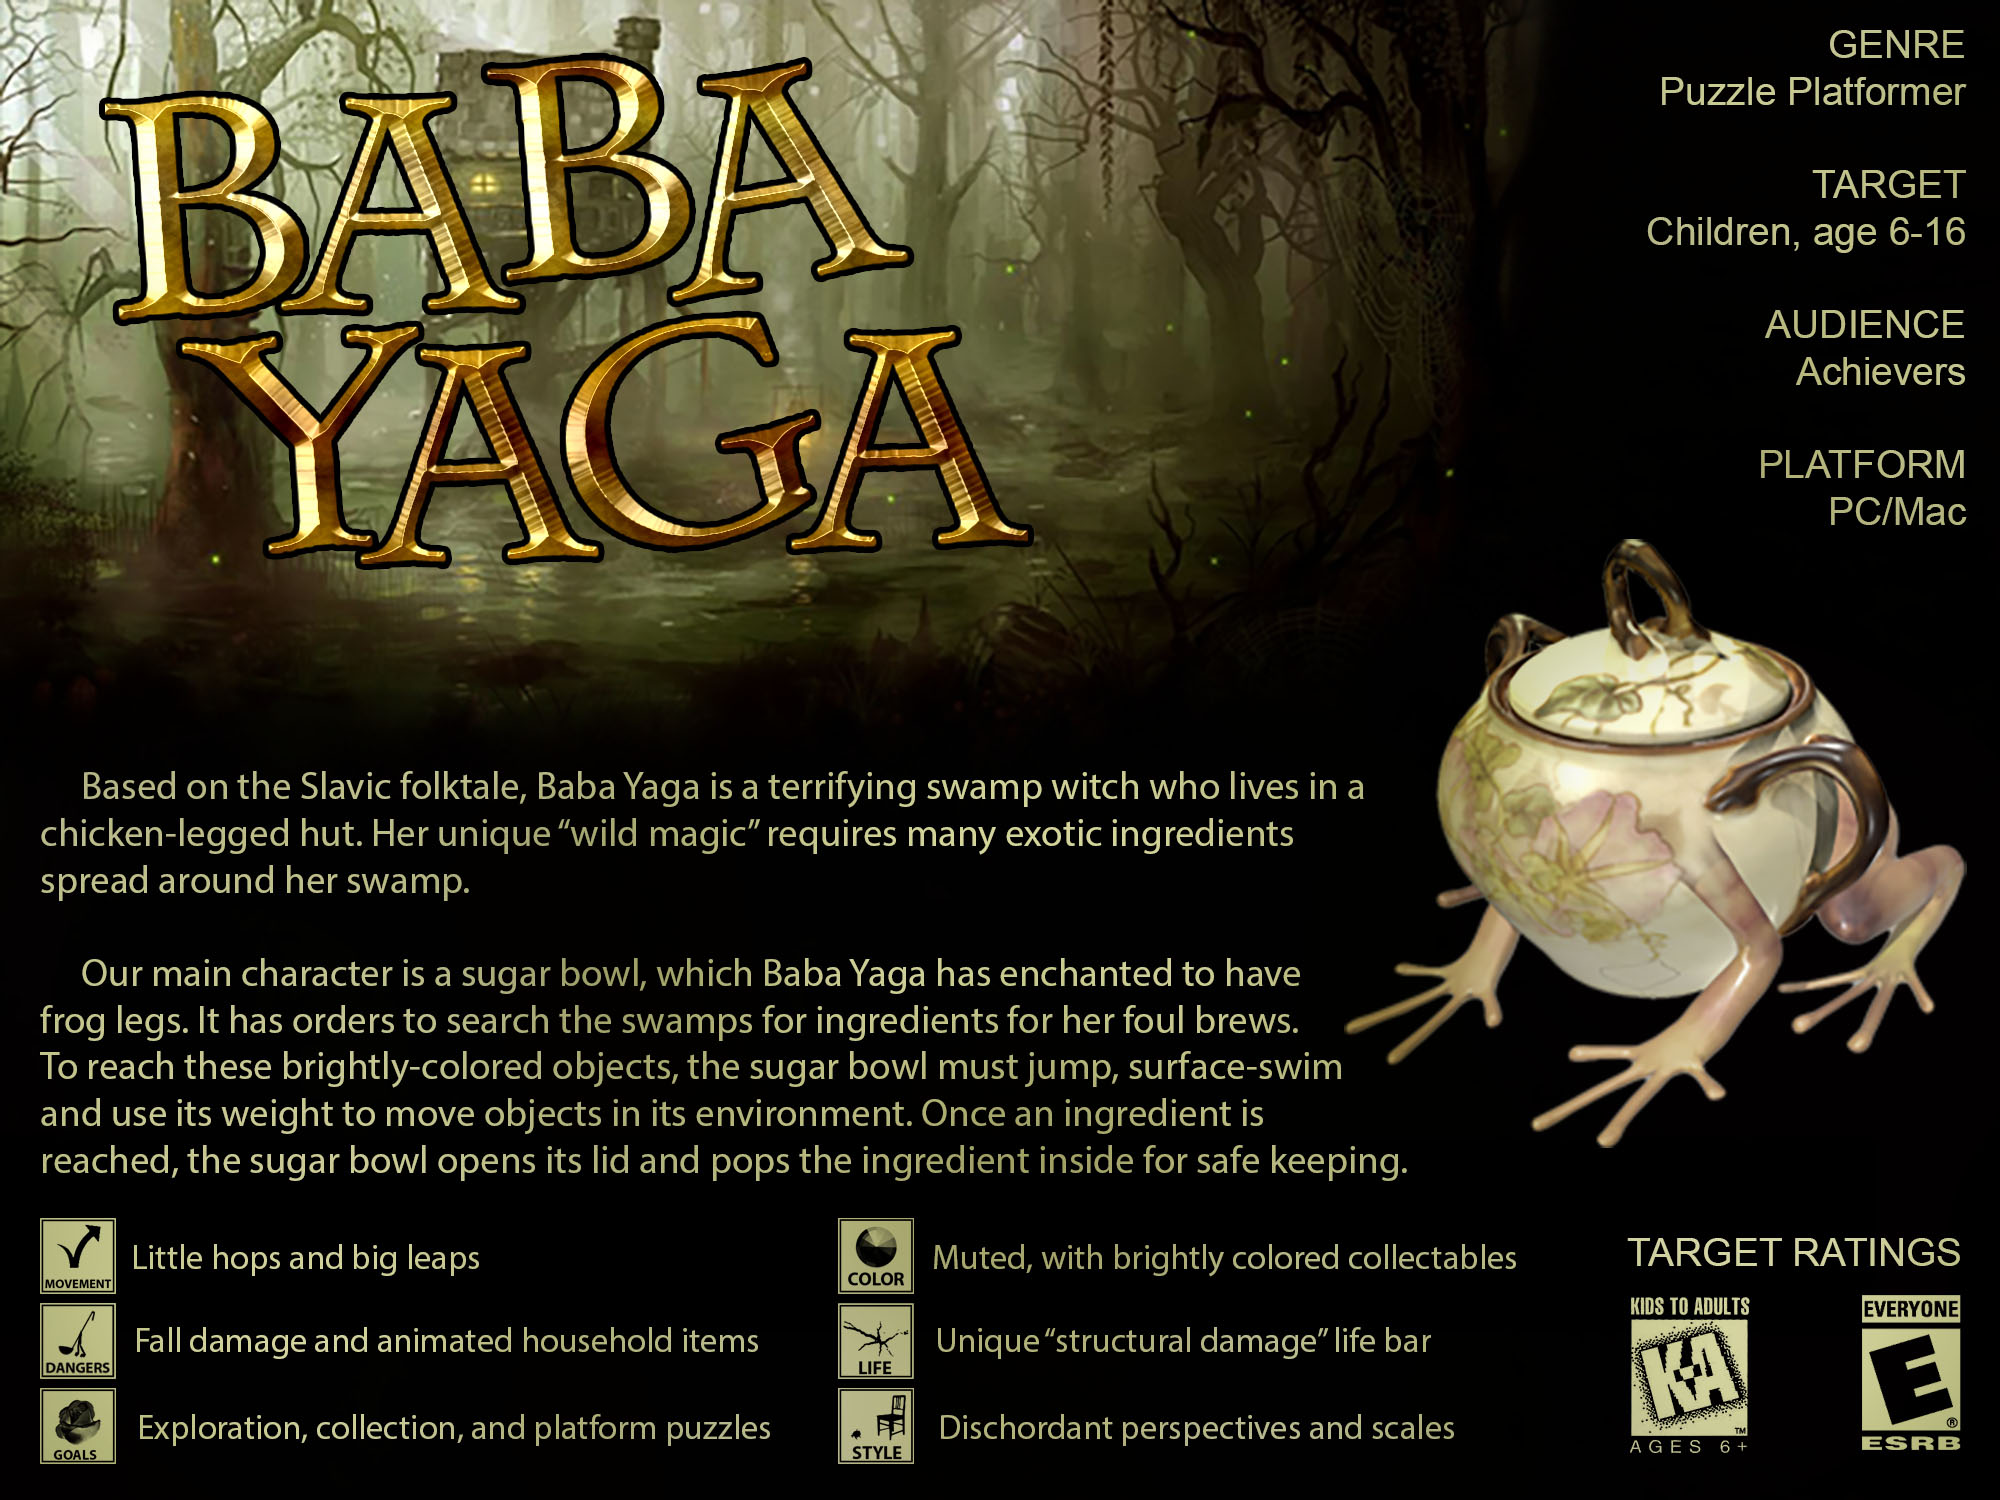 BABA
YAGA
GENRE
Puzzle Platformer
TARGET
Children, age 6-16
AUDIENCE
Achievers
PLATFORM
PC/Mac
Based on the Slavic folktale, Baba Yaga is a terrifying swamp witch who lives in a
chicken-legged hut. Her unique “wild magic” requires many exotic ingredients
spread around her swamp.
Our main character is a sugar bowl, which Baba Yaga has enchanted to have
frog legs. It has orders to search the swamps for ingredients for her foul brews.
To reach these brightly-colored objects, the sugar bowl must jump, surface-swim
and use its weight to move objects in its environment. Once an ingredient is
reached, the sugar bowl opens its lid and pops the ingredient inside for safe keeping.
MOVEMENT
Little hops and big leaps
DANGERS
Fall damage and animated household items
GOALS
Exploration, collection, and platform puzzles
COLOR
Muted, with brightly colored collectables
LIFE
Unique “structural damage” life bar
STYLE
Dischordant perspectives and scales
TARGET RATINGS
KIDS TO ADULTS
K-A
TM
AGES 6+
EVERYONE
E
®
ESRB